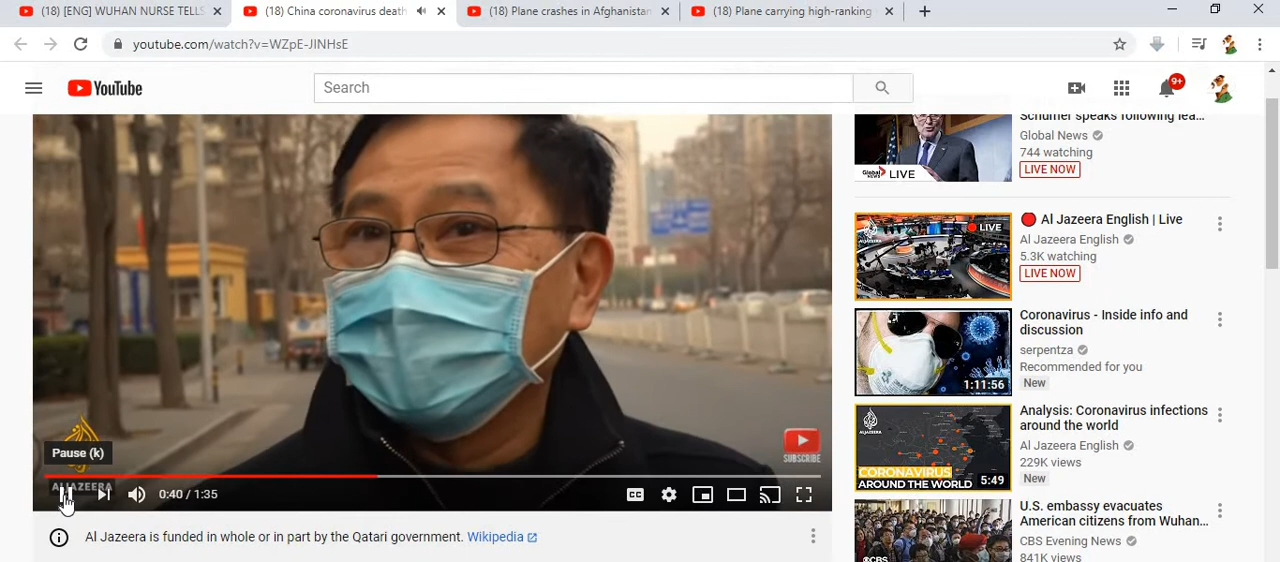 (18) [ENG] WUHAN NURSE TELLS
(18) China coronavirus death
(18) Plane crashes in Afghanistan
(18) Plane carrying high-ranking
youtube.com/watch?v=WZpE-JINHsE
YouTube
Search
9+
Schumer speaks following lea...
Global News
744 watching
LIVE NOW
Global NEWS LIVE
Al Jazeera English | Live
Al Jazeera English
5.3K watching
LIVE NOW
LIVE
Coronavirus - Inside info and
discussion
serpentza
Recommended for you
New
1:11:56
Analysis: Coronavirus infections
around the world
Al Jazeera English
229K views
New
ALJAZEERA
CORONAVIRUS
AROUND THE WORLD
5:49
U.S. embassy evacuates
American citizens from Wuhan...
CBS Evening News
841K views
CBS
Pause (k)
ALJAZEERA
SUBSCRIBE
0:40 / 1:35
CC
Al Jazeera is funded in whole or in part by the Qatari government. Wikipedia